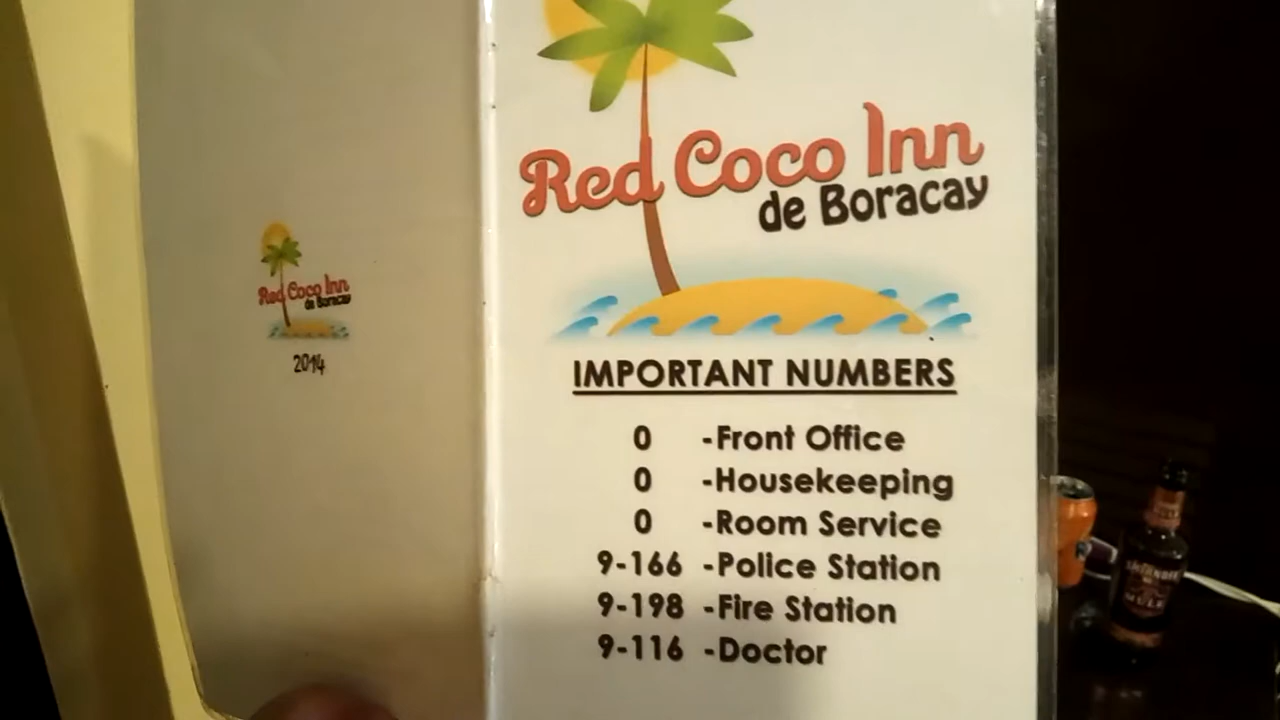 Red Coco Inn
de Boracay
2014
Red Coco Inn
de Boracay
IMPORTANT NUMBERS
0 -Front Office
0 -Housekeeping
0 -Room Service
9-166 -Police Station
9-198 -Fire Station
9-116 -Doctor